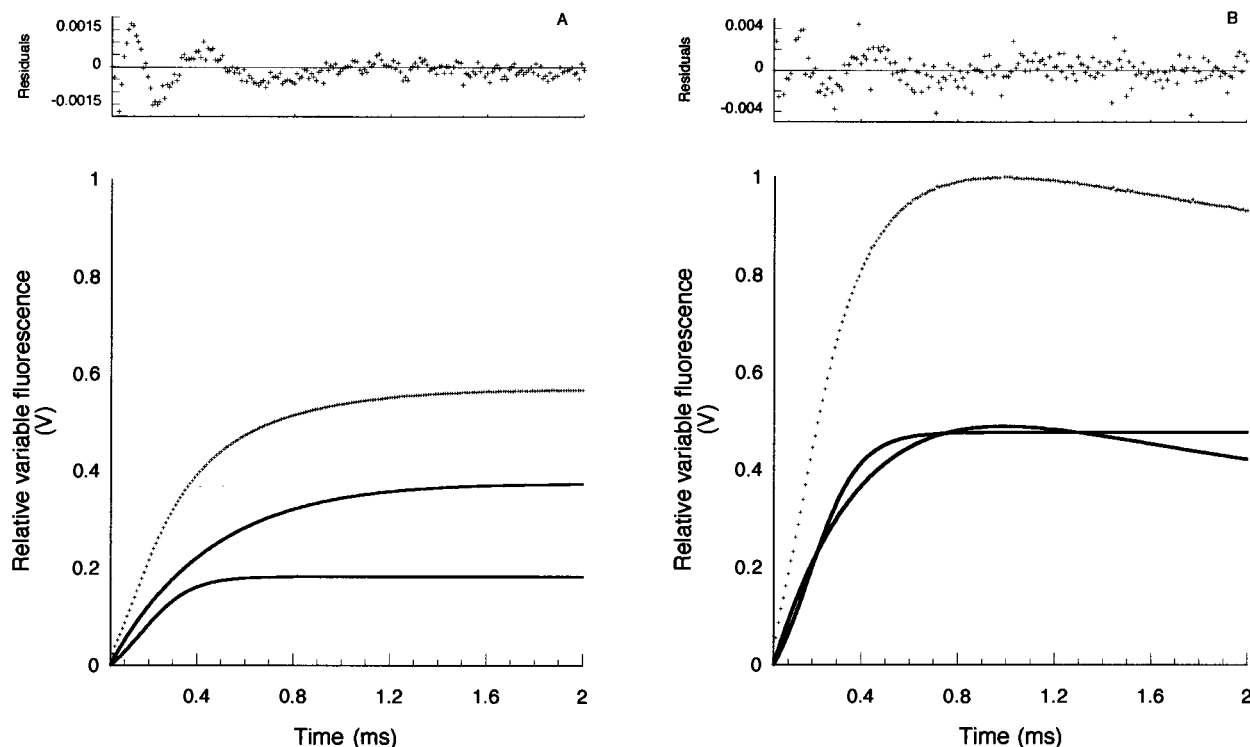 A
Residuals
0.0015
0
-0.0015
Relative variable fluorescence
(V)
1
0.8
0.6
0.4
0.2
0
0.4
0.8
1.2
1.6
2
Time (ms)
B
Residuals
0.004
0
-0.004
Relative variable fluorescence
(V)
1
0.8
0.6
0.4
0.2
0
0.4
0.8
1.2
1.6
2
Time (ms)